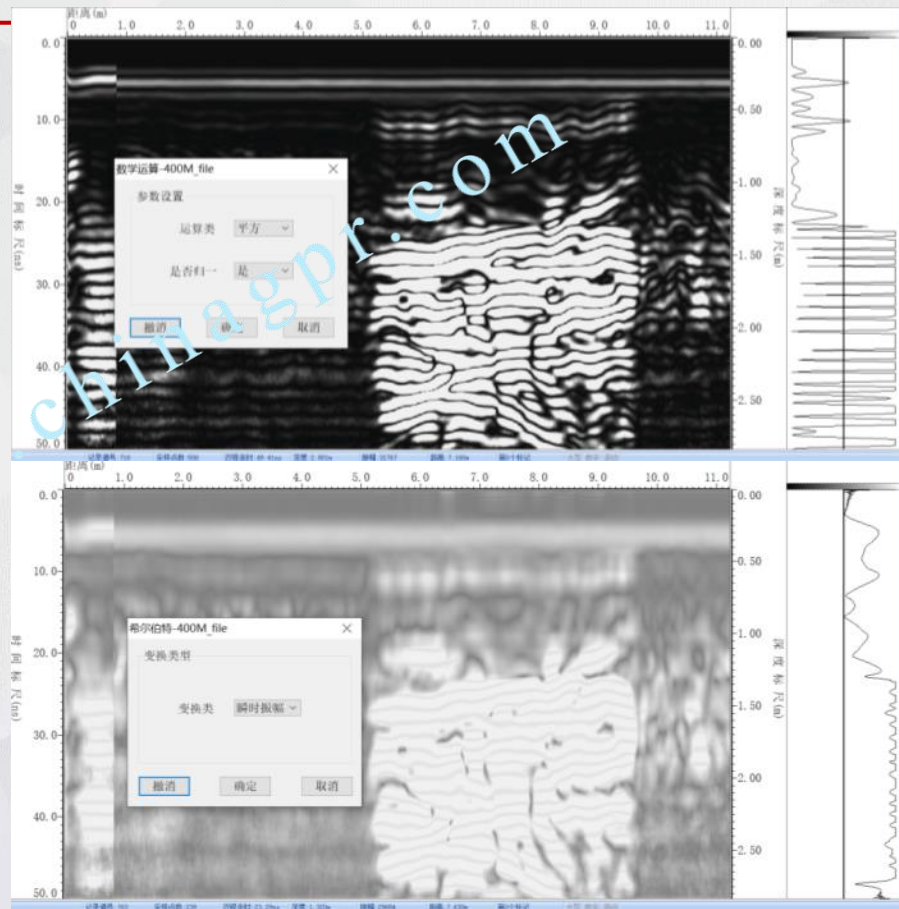 距离(m)
0 1.0 2.0 3.0 4.0 5.0 6.0 7.0 8.0 9.0 10.0 11.0
0.0 0.00
0.50
10.0
数学运算-400M_file
参数设置 1.00
20.0
运算类 平方
时间标尺(ns) 深度标尺(m)
1.50
是否归一 是
30.0
撤消 确定 取消 2.00
40.0
2.50
50.0
.chinagpr.com
距离(m)
0 1.0 2.0 3.0 4.0 5.0 6.0 7.0 8.0 9.0 10.0 11.0
0.0 0.00
0.50
10.0
希尔伯特-400M_file 1.00
变换类型
20.0
时间标尺(ns) 深度标尺(m)
变换类 瞬时振幅 1.50
30.0
2.00
撤消 确定 取消
40.0
2.50
50.0